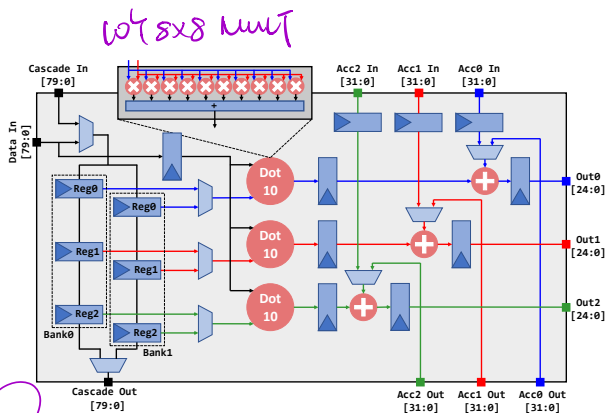 8x8 MULT
Cascade In
[79:0]
Acc2 In
[31:0]
Acc1 In
[31:0]
Acc0 In
[31:0]
+
Data In
[79:0]
Reg0
Reg0
Reg1
Reg1
Reg2
Reg2
Bank0
Bank1
Dot
10
Dot
10
Dot
10
Out0
[24:0]
Out1
[24:0]
Out2
[24:0]
Cascade Out
[79:0]
Acc2 Out
[31:0]
Acc1 Out
[31:0]
Acc0 Out
[31:0]